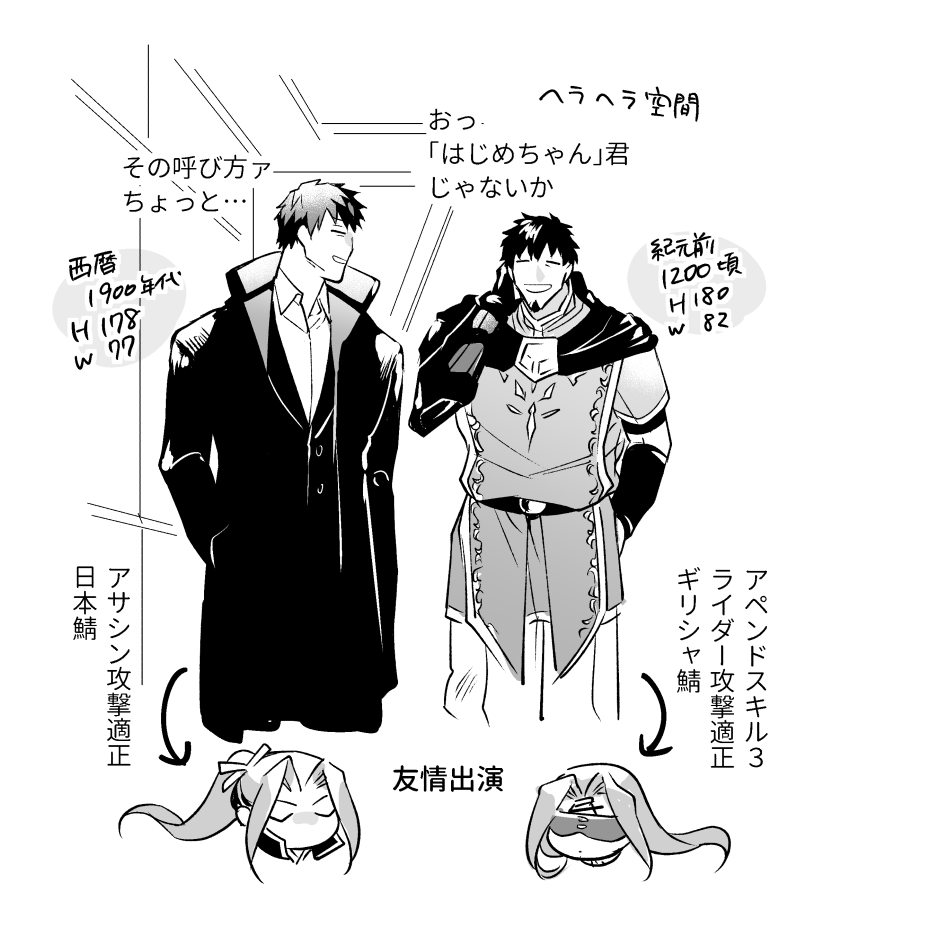 ヘラヘラ空間
おっ
「はじめちゃん」君
じゃないか
その呼び方ァ
ちょっと…
紀元前
1200頃
H 180
W 82
西暦
1900年代
H 178
W 77
アペンドスキル3
ライダー攻撃適正
ギリシャ鯖
アサシン攻撃適正
日本鯖
友情出演